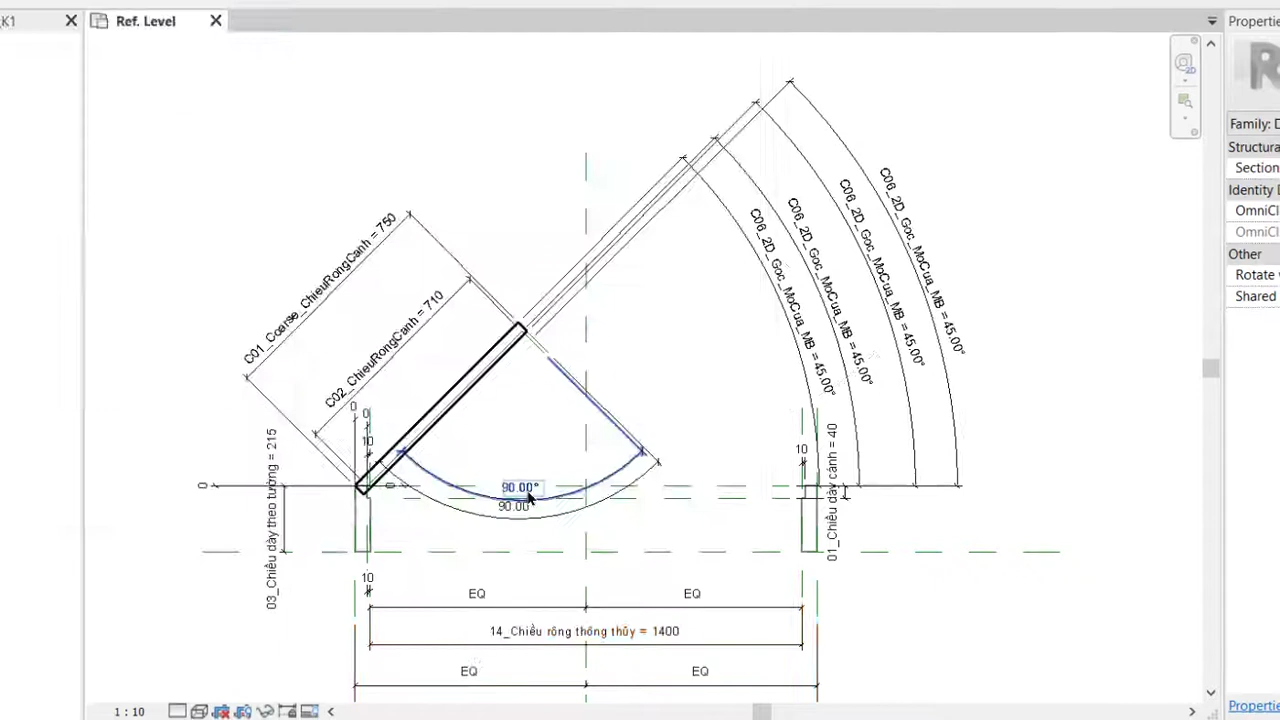 K1
Ref. Level
Propertie
Family: D
Structura
Section
Identity D
OmniCl
OmniCl
Other
Rotate
Shared
C01_Coarse_ChieuRongCanh = 750
C02_ChieuRongCanh = 710
C06_2D_Goc_MoCua_MB = 45.00°
C06_2D_Goc_MoCua_MB = 45.00°
C06_2D_Goc_MoCua_MB = 45.00°
C06_2D_Goc_MoCua_MB = 45.00°
0
0
10
10
0
0
90.00°
90.00
03_Chiều dày theo tường = 215
01_Chiều dày cánh = 40
10
EQ
EQ
14_Chiều rông thông thủy = 1400
EQ
EQ
1 : 10
Propertie